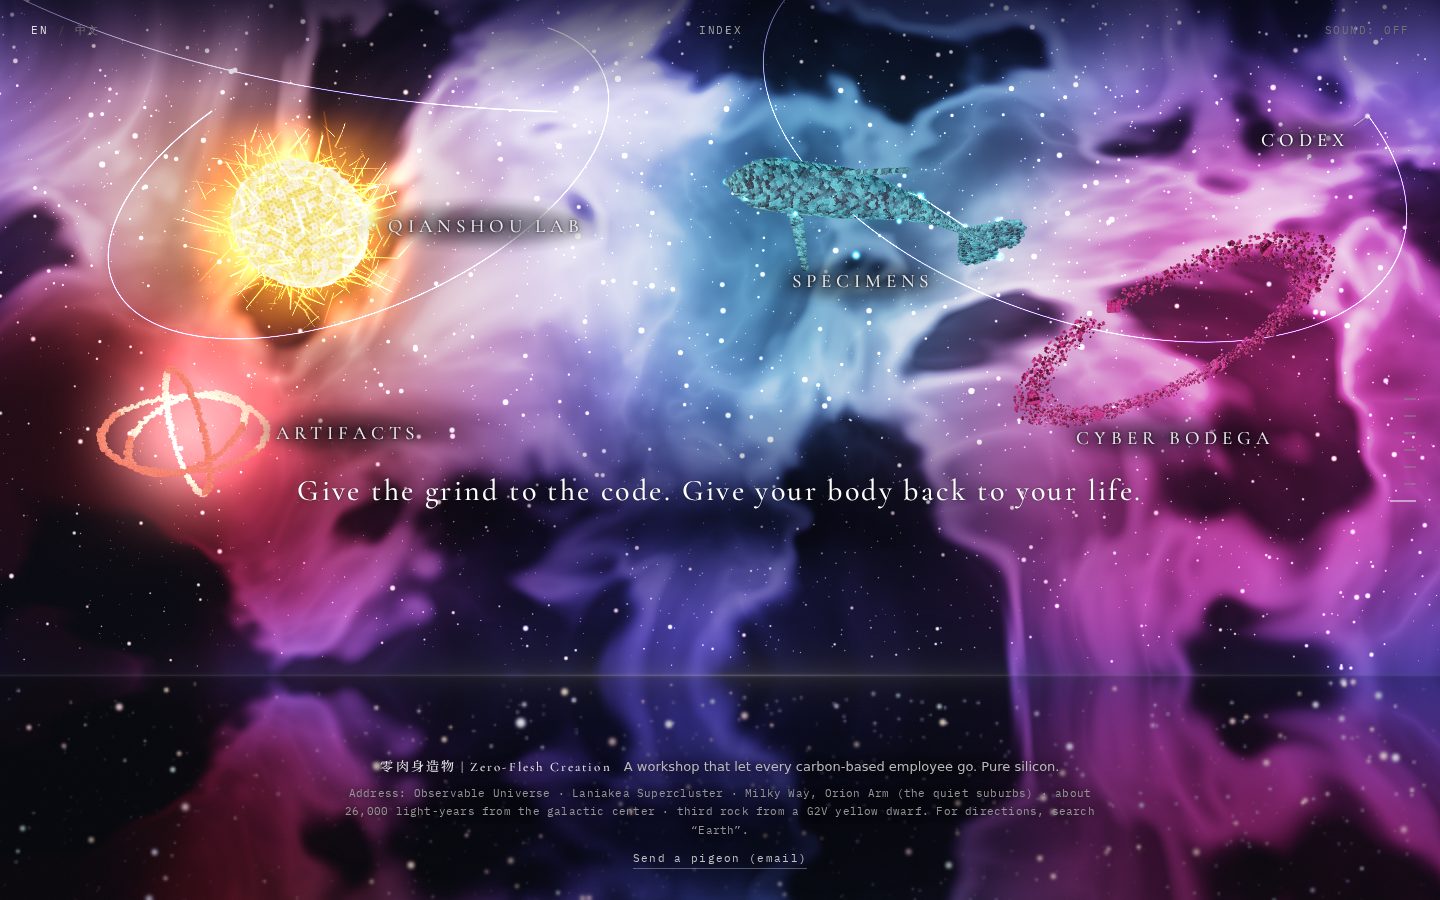 EN / 中文
INDEX
SOUND: OFF
CODEX
QIANSHOU LAB
SPECIMENS
ARTIFACTS
CYBER BODEGA
Give the grind to the code. Give your body back to your life.
零肉身造物 | Zero-Flesh Creation A workshop that let every carbon-based employee go. Pure silicon.
Address: Observable Universe · Laniakea Supercluster · Milky Way, Orion Arm (the quiet suburbs) · about
26,000 light-years from the galactic center · third rock from a G2V yellow dwarf. For directions, search
“Earth”.
Send a pigeon (email)